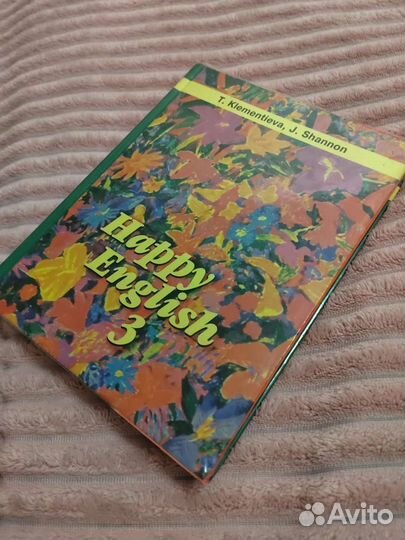 T. Klementieva, J. Shannon
Happy
English
3
Avito